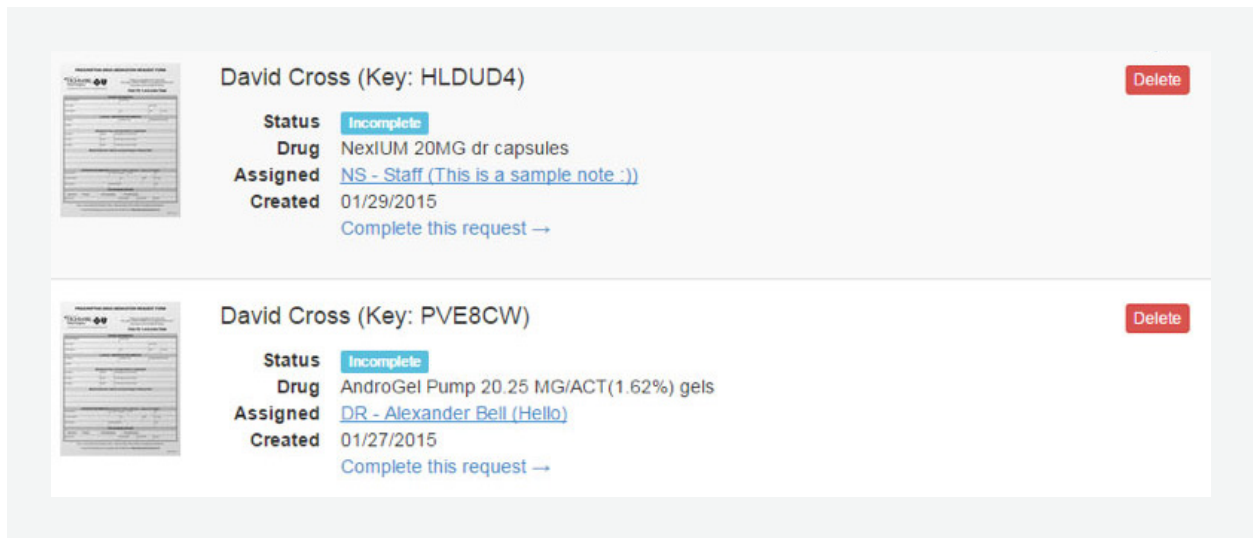 David Cross (Key: HLDUD4)
Delete
Status Incomplete
Drug NexIUM 20MG dr capsules
Assigned NS - Staff (This is a sample note :))
Created 01/29/2015
Complete this request →
David Cross (Key: PVE8CW)
Delete
Status Incomplete
Drug AndroGel Pump 20.25 MG/ACT(1.62%) gels
Assigned DR - Alexander Bell (Hello)
Created 01/27/2015
Complete this request →